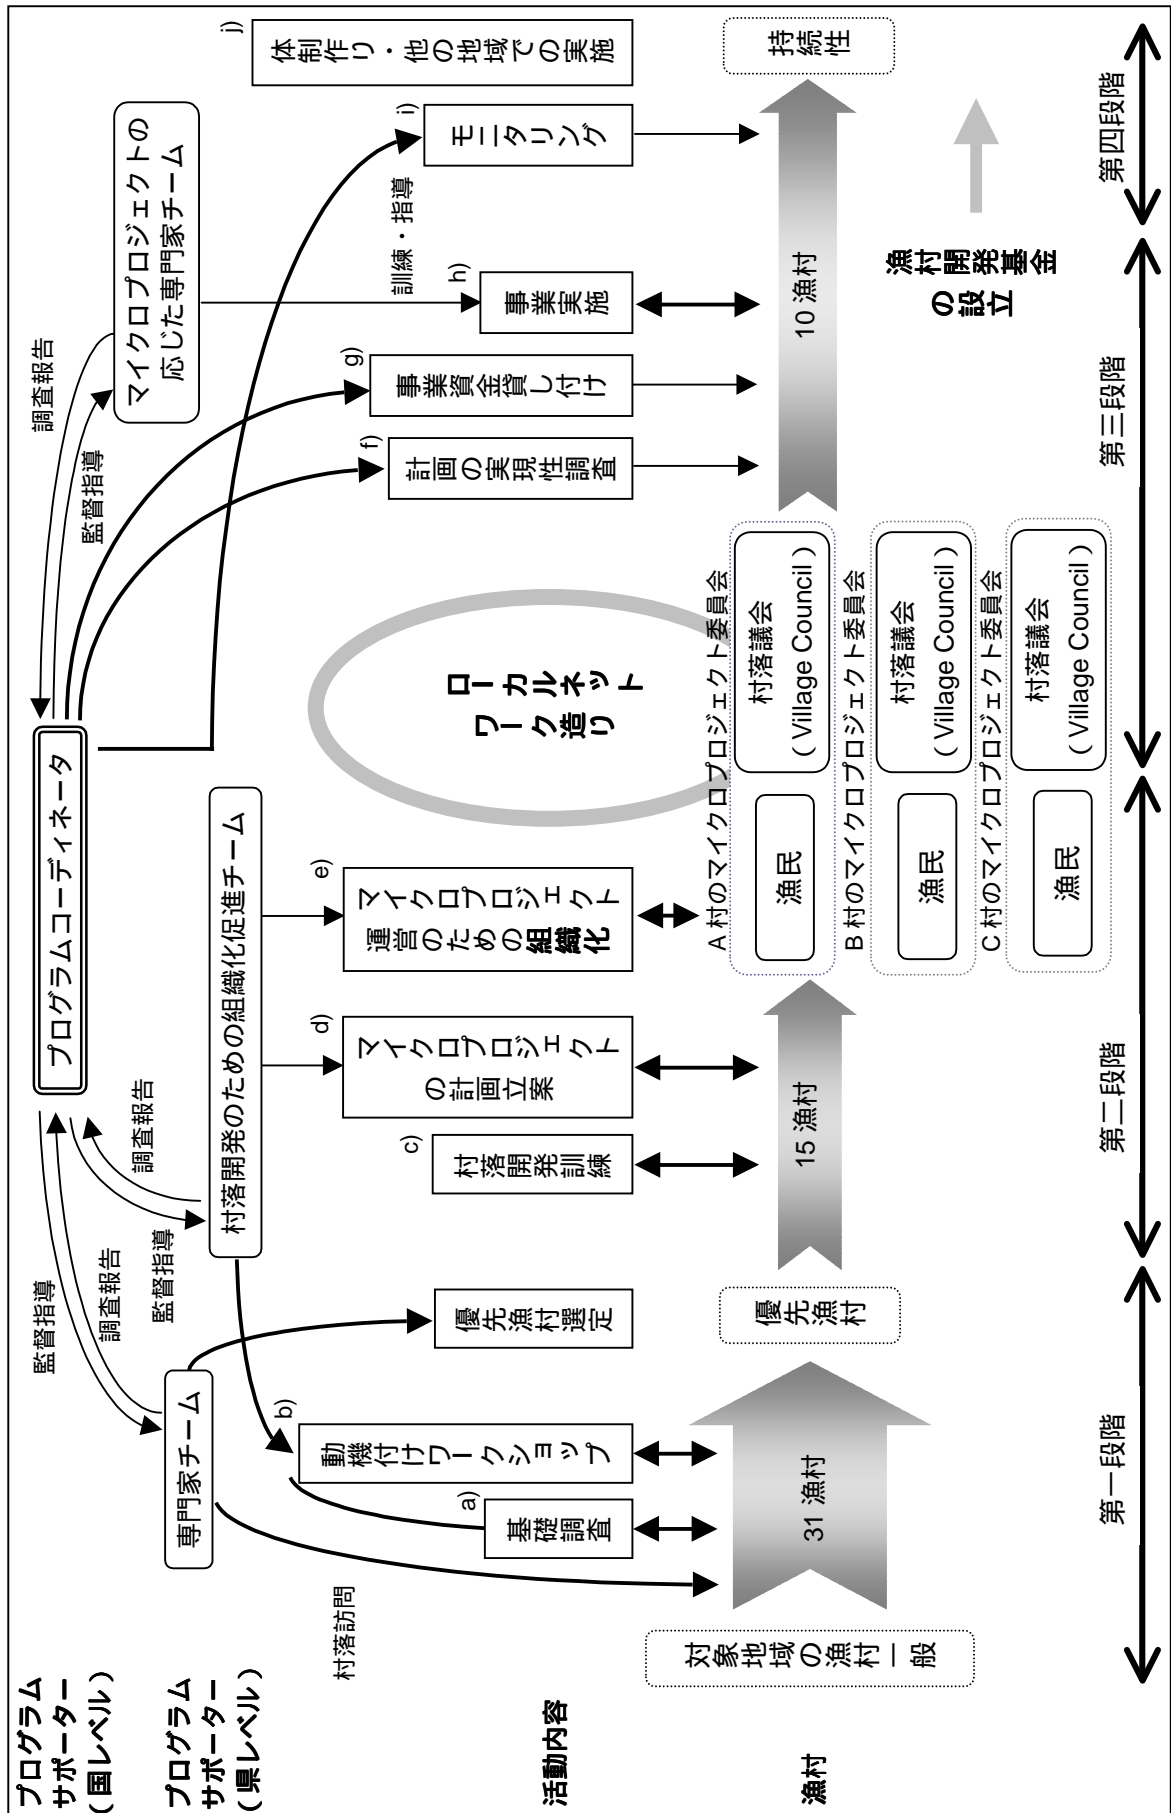 プログラム
サポーター
(国レベル)
プログラムコーディネータ
監督指導
調査報告
監督指導
調査報告
調査報告
監督指導
プログラム
サポーター
(県レベル)
専門家チーム
村落開発のための組織化促進チーム
マイクロプロジェクトの
応じた専門家チーム
村落訪問
訓練・指導
活動内容
a)
基礎調査
b)
動機付けワークショップ
優先漁村選定
c)
村落開発訓練
d)
マイクロプロジェクト
の計画立案
e)
マイクロプロジェクト
運営のための組織化
ローカルネット
ワーク造り
f)
計画の実現性調査
g)
事業資金貸し付け
h)
事業実施
i)
モニタリング
j)
体制作り・他の地域での実施
漁村
対象地域の漁村一般
31 漁村
優先漁村
15 漁村
A 村のマイクロプロジェクト委員会
漁民
村落議会
(Village Council)
B 村のマイクロプロジェクト委員会
漁民
村落議会
(Village Council)
C 村のマイクロプロジェクト委員会
漁民
村落議会
(Village Council)
10 漁村
持続性
漁村開発基金
の設立
第一段階
第二段階
第三段階
第四段階